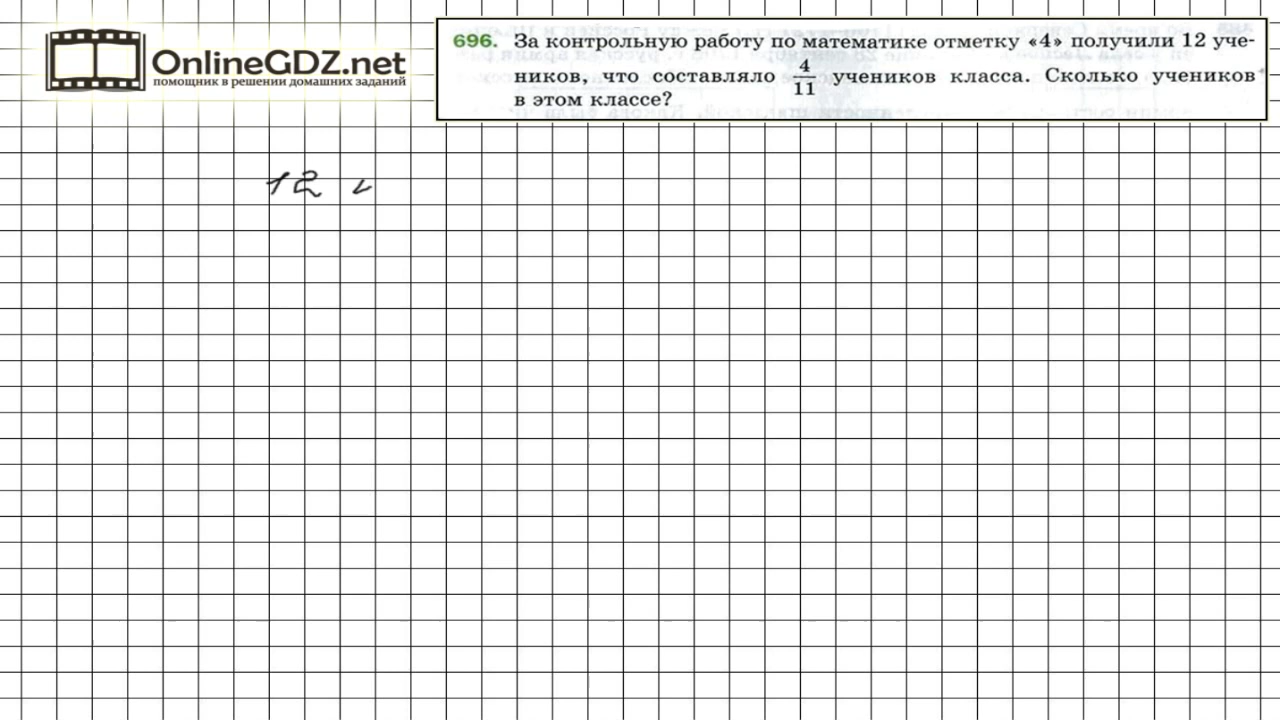 OnlineGDZ.net
помощник в решении домашних заданий
696. За контрольную работу по математике отметку «4» получили 12 уче-
ников, что составляло 4/11 учеников класса. Сколько учеников
в этом классе?
12